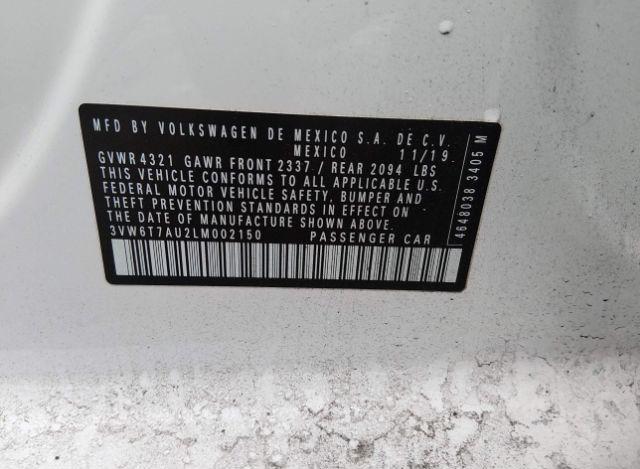 MFD BY VOLKSWAGEN DE MEXICO S.A. DE C.V.
MEXICO 11/19
GVWR 4321 GAWR FRONT 2337 / REAR 2094 LBS
THIS VEHICLE CONFORMS TO ALL APPLICABLE U.S.
FEDERAL MOTOR VEHICLE SAFETY, BUMPER AND
THEFT PREVENTION STANDARDS IN EFFECT ON
THE DATE OF MANUFACTURE SHOWN ABOVE.
3VW6T7AU2LM002150 PASSENGER CAR
4648038 3405 M